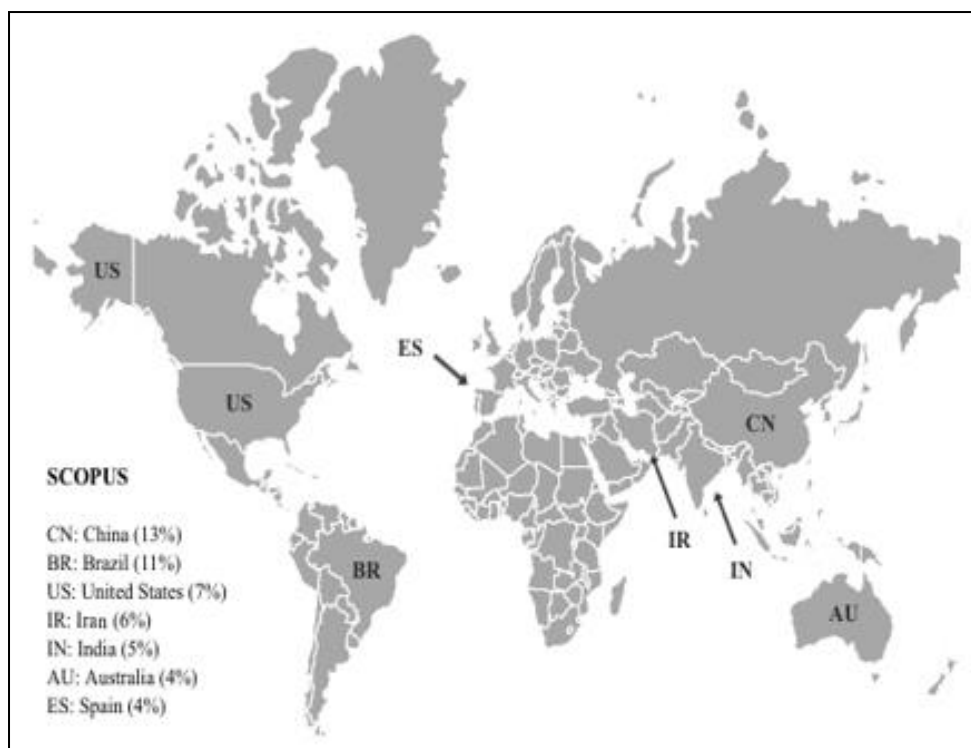 US
US
ES
CN
IR
IN
BR
AU
SCOPUS
CN: China (13%)
BR: Brazil (11%)
US: United States (7%)
IR: Iran (6%)
IN: India (5%)
AU: Australia (4%)
ES: Spain (4%)